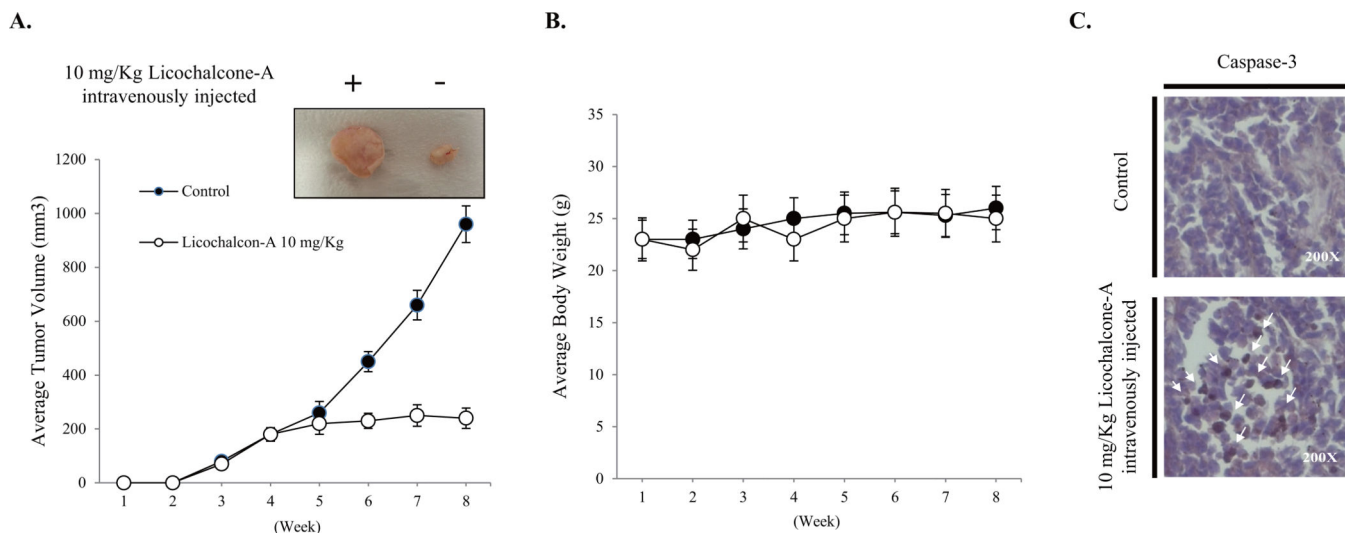 A.
10 mg/Kg Licochalcone-A
intravenously injected
+ -
Average Tumor Volume (mm3)
1200
1000
800
600
400
200
0
Control
Licochalcon-A 10 mg/Kg
1 2 3 4 5 6 7 8
(Week)
B.
Average Body Weight (g)
35
30
25
20
15
10
5
0
1 2 3 4 5 6 7 8
(Week)
C.
Caspase-3
Control
200X
10 mg/Kg Licochalcone-A
intravenously injected
200X